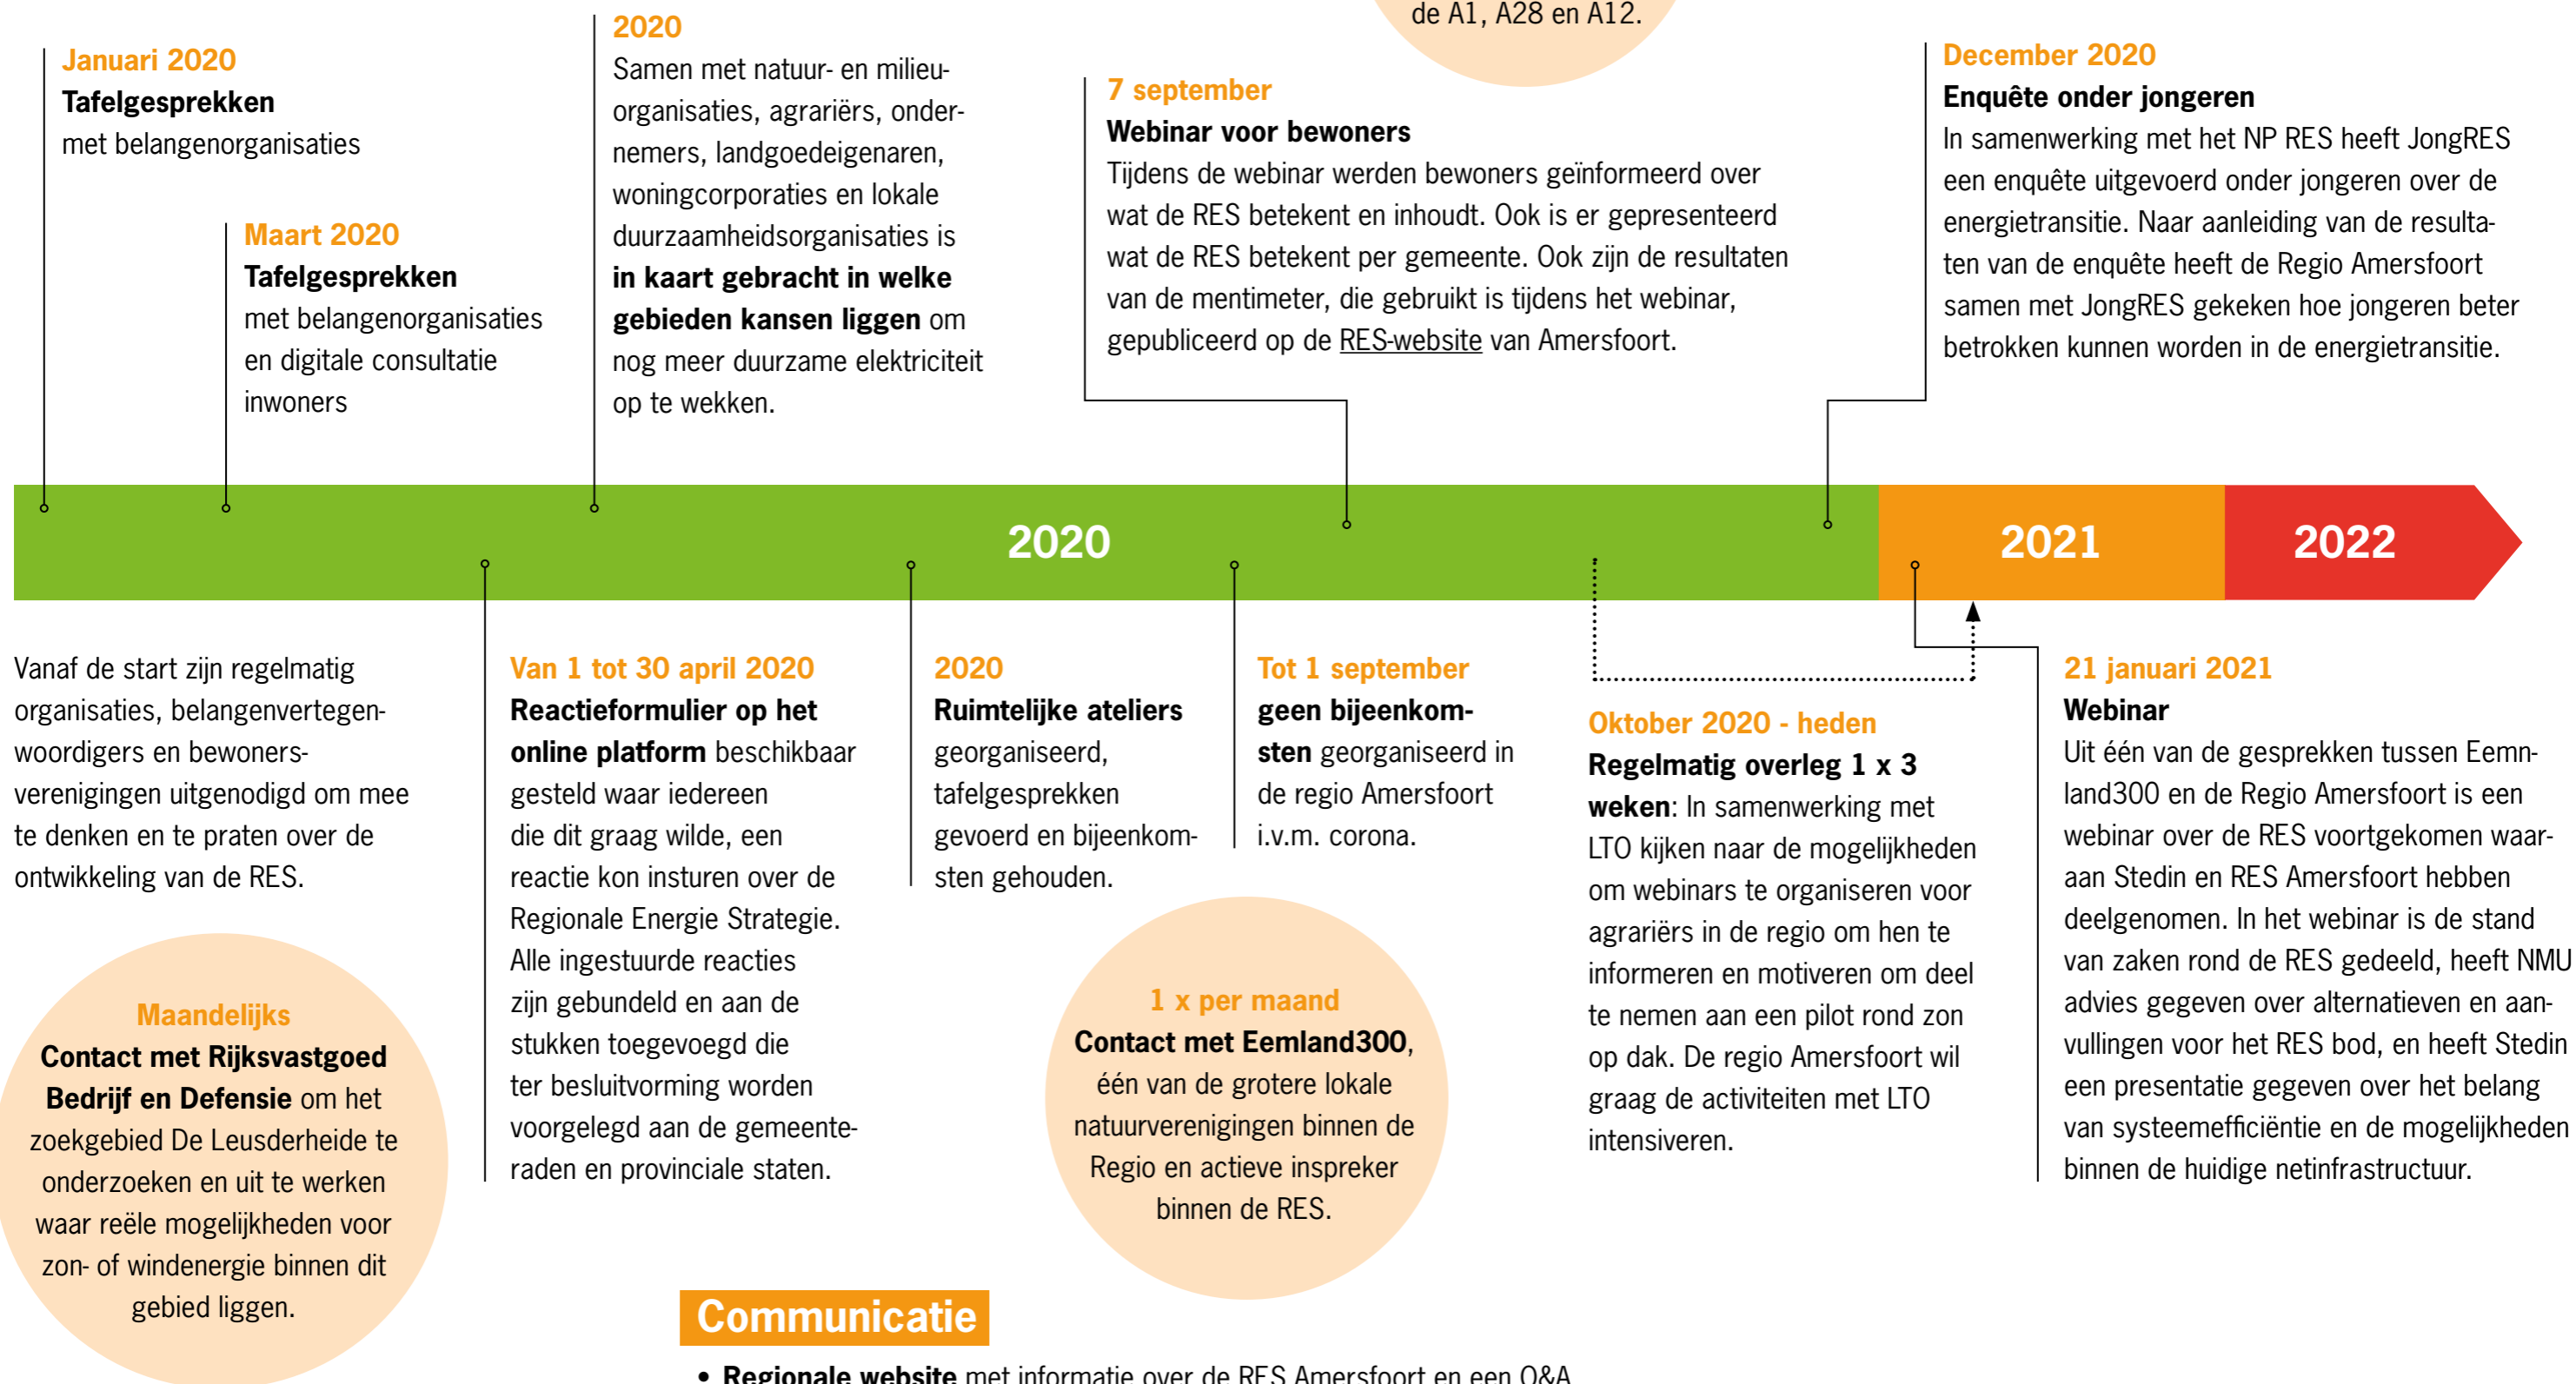 de A1, A28 en A12.
Januari 2020
Tafelgesprekken
met belangenorganisaties
Maart 2020
Tafelgesprekken
met belangenorganisaties
en digitale consultatie
inwoners
2020
Samen met natuur- en milieu-
organisaties, agrariërs, onder-
nemers, landgoedeigenaren,
woningcorporaties en lokale
duurzaamheidsorganisaties is
in kaart gebracht in welke
gebieden kansen liggen om
nog meer duurzame elektriciteit
op te wekken.
7 september
Webinar voor bewoners
Tijdens de webinar werden bewoners geïnformeerd over
wat de RES betekent en inhoudt. Ook is er gepresenteerd
wat de RES betekent per gemeente. Ook zijn de resultaten
van de mentimeter, die gebruikt is tijdens het webinar,
gepubliceerd op de RES-website van Amersfoort.
December 2020
Enquête onder jongeren
In samenwerking met het NP RES heeft JongRES
een enquête uitgevoerd onder jongeren over de
energietransitie. Naar aanleiding van de resulta-
ten van de enquête heeft de Regio Amersfoort
samen met JongRES gekeken hoe jongeren beter
betrokken kunnen worden in de energietransitie.
2020
2021
2022
Vanaf de start zijn regelmatig
organisaties, belangenvertegen-
woordigers en bewoners-
verenigingen uitgenodigd om mee
te denken en te praten over de
ontwikkeling van de RES.
Maandelijks
Contact met Rijksvastgoed
Bedrijf en Defensie om het
zoekgebied De Leusderheide te
onderzoeken en uit te werken
waar reële mogelijkheden voor
zon- of windenergie binnen dit
gebied liggen.
Van 1 tot 30 april 2020
Reactieformulier op het
online platform beschikbaar
gesteld waar iedereen
die dit graag wilde, een
reactie kon insturen over de
Regionale Energie Strategie.
Alle ingestuurde reacties
zijn gebundeld en aan de
stukken toegevoegd die
ter besluitvorming worden
voorgelegd aan de gemeente-
raden en provinciale staten.
2020
Ruimtelijke ateliers
georganiseerd,
tafelgesprekken
gevoerd en bijeenkom-
sten gehouden.
Tot 1 september
geen bijeenkom-
sten georganiseerd in
de regio Amersfoort
i.v.m. corona.
1 x per maand
Contact met Eemland300,
één van de grotere lokale
natuurverenigingen binnen de
Regio en actieve inspreker
binnen de RES.
Oktober 2020 - heden
Regelmatig overleg 1 x 3
weken: In samenwerking met
LTO kijken naar de mogelijkheden
om webinars te organiseren voor
agrariërs in de regio om hen te
informeren en motiveren om deel
te nemen aan een pilot rond zon
op dak. De regio Amersfoort wil
graag de activiteiten met LTO
intensiveren.
21 januari 2021
Webinar
Uit één van de gesprekken tussen Eemn-
land300 en de Regio Amersfoort is een
webinar over de RES voortgekomen waar-
aan Stedin en RES Amersfoort hebben
deelgenomen. In het webinar is de stand
van zaken rond de RES gedeeld, heeft NMU
advies gegeven over alternatieven en aan-
vullingen voor het RES bod, en heeft Stedin
een presentatie gegeven over het belang
van systeemefficiëntie en de mogelijkheden
binnen de huidige netinfrastructuur.
Communicatie
• Regionale website met informatie over de RES Amersfoort en een Q&A